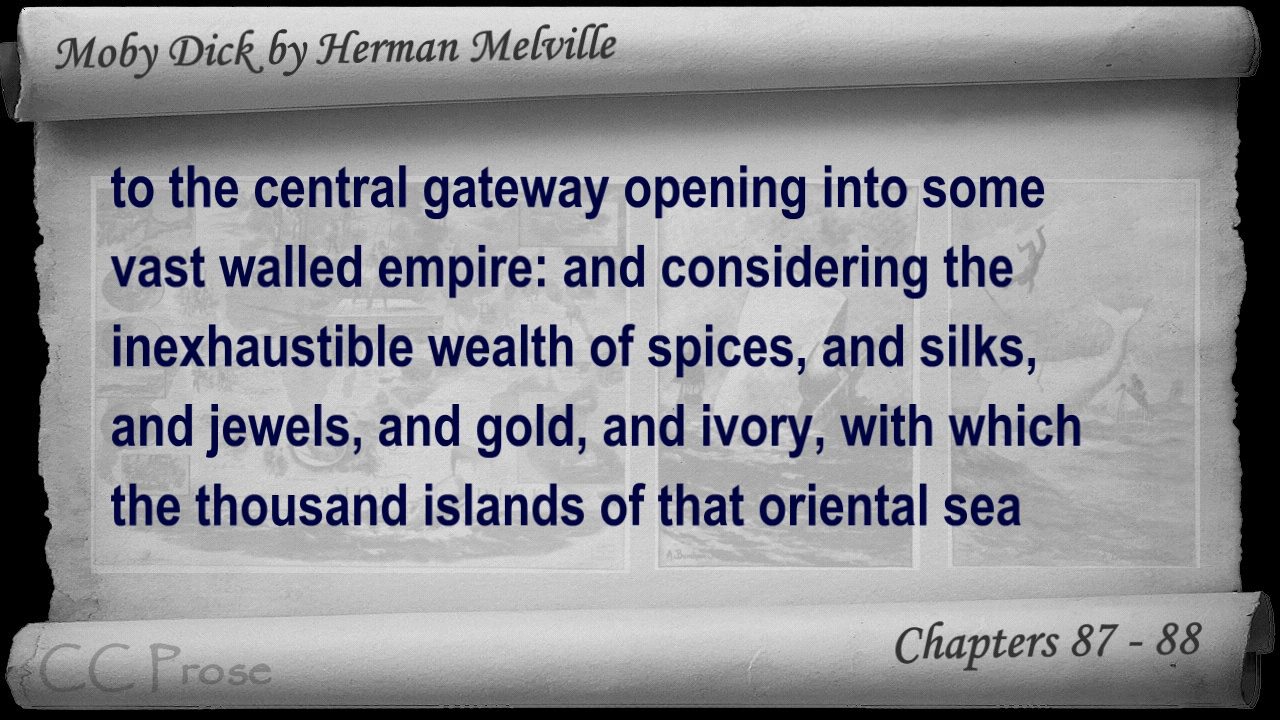 Moby Dick by Herman Melville
to the central gateway opening into some
vast walled empire: and considering the
inexhaustible wealth of spices, and silks,
and jewels, and gold, and ivory, with which
the thousand islands of that oriental sea
Chapters 87 - 88
CC Prose